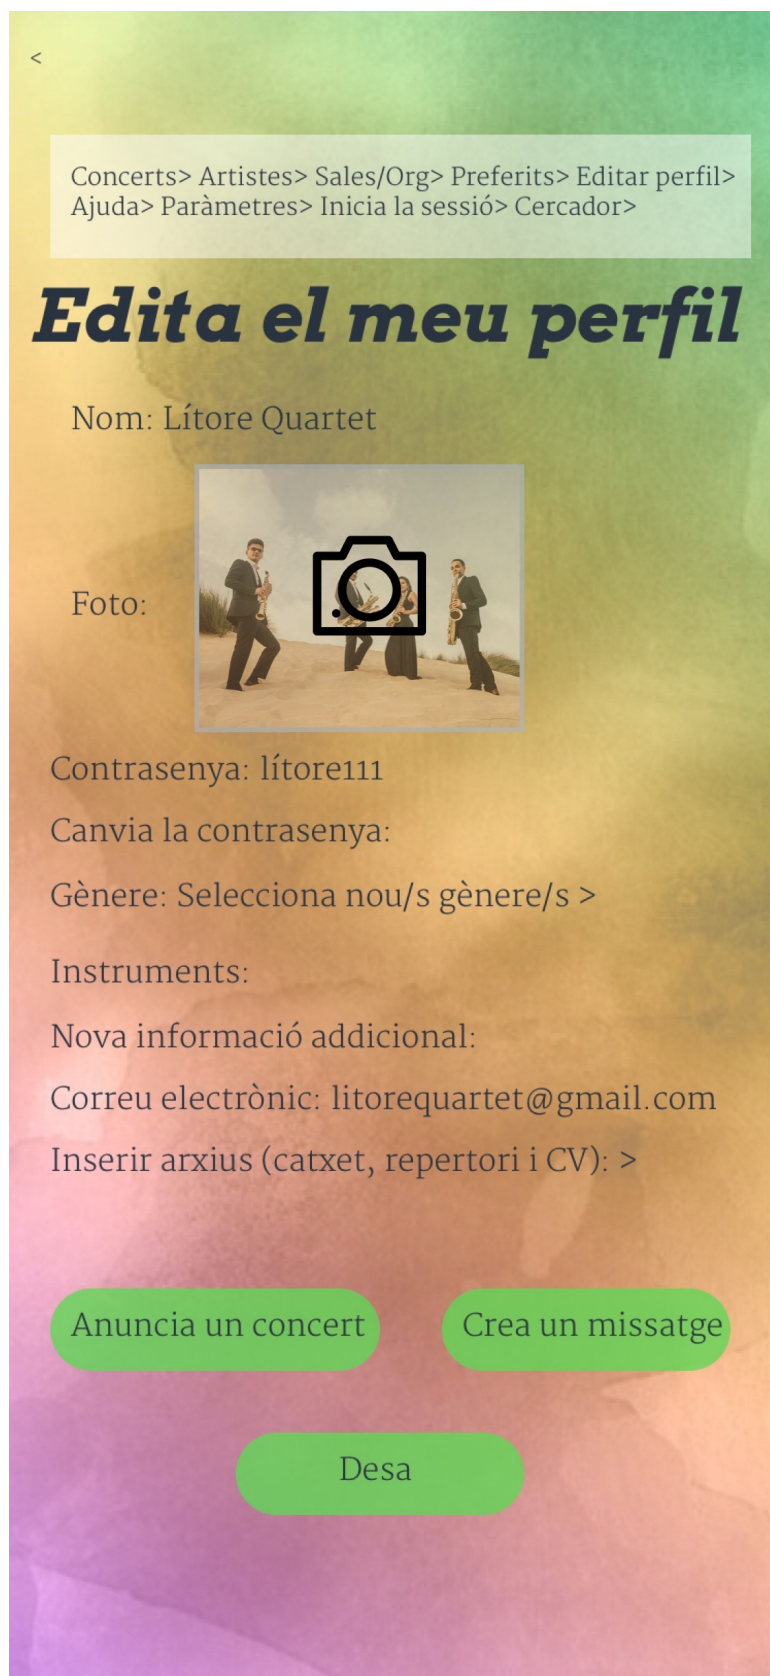 <
Concerts> Artistes> Sales/Org> Preferits> Editar perfil>
Ajuda> Paràmetres> Inicia la sessió> Cercador>
Edita el meu perfil
Nom: Lítore Quartet
Foto:
Contrasenya: lítore111
Canvia la contrasenya:
Gènere: Selecciona nou/s gènere/s >
Instruments:
Nova informació addicional:
Correu electrònic: litorequartet@gmail.com
Inserir arxius (catxet, repertori i CV): >
Anuncia un concert
Crea un missatge
Desa